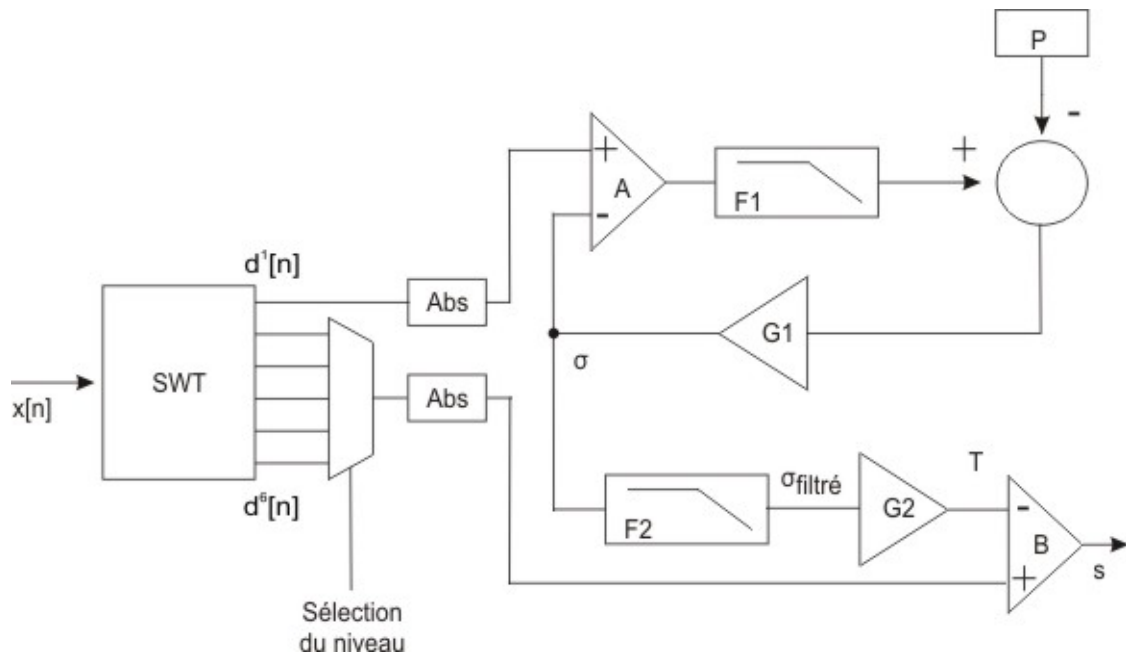 P
-
+
+
A
-
F1
d¹[n]
Abs
G1
σ
SWT
x[n]
Abs
d⁶[n]
T
σfiltré
G2
F2
-
B
+
s
Sélection
du niveau